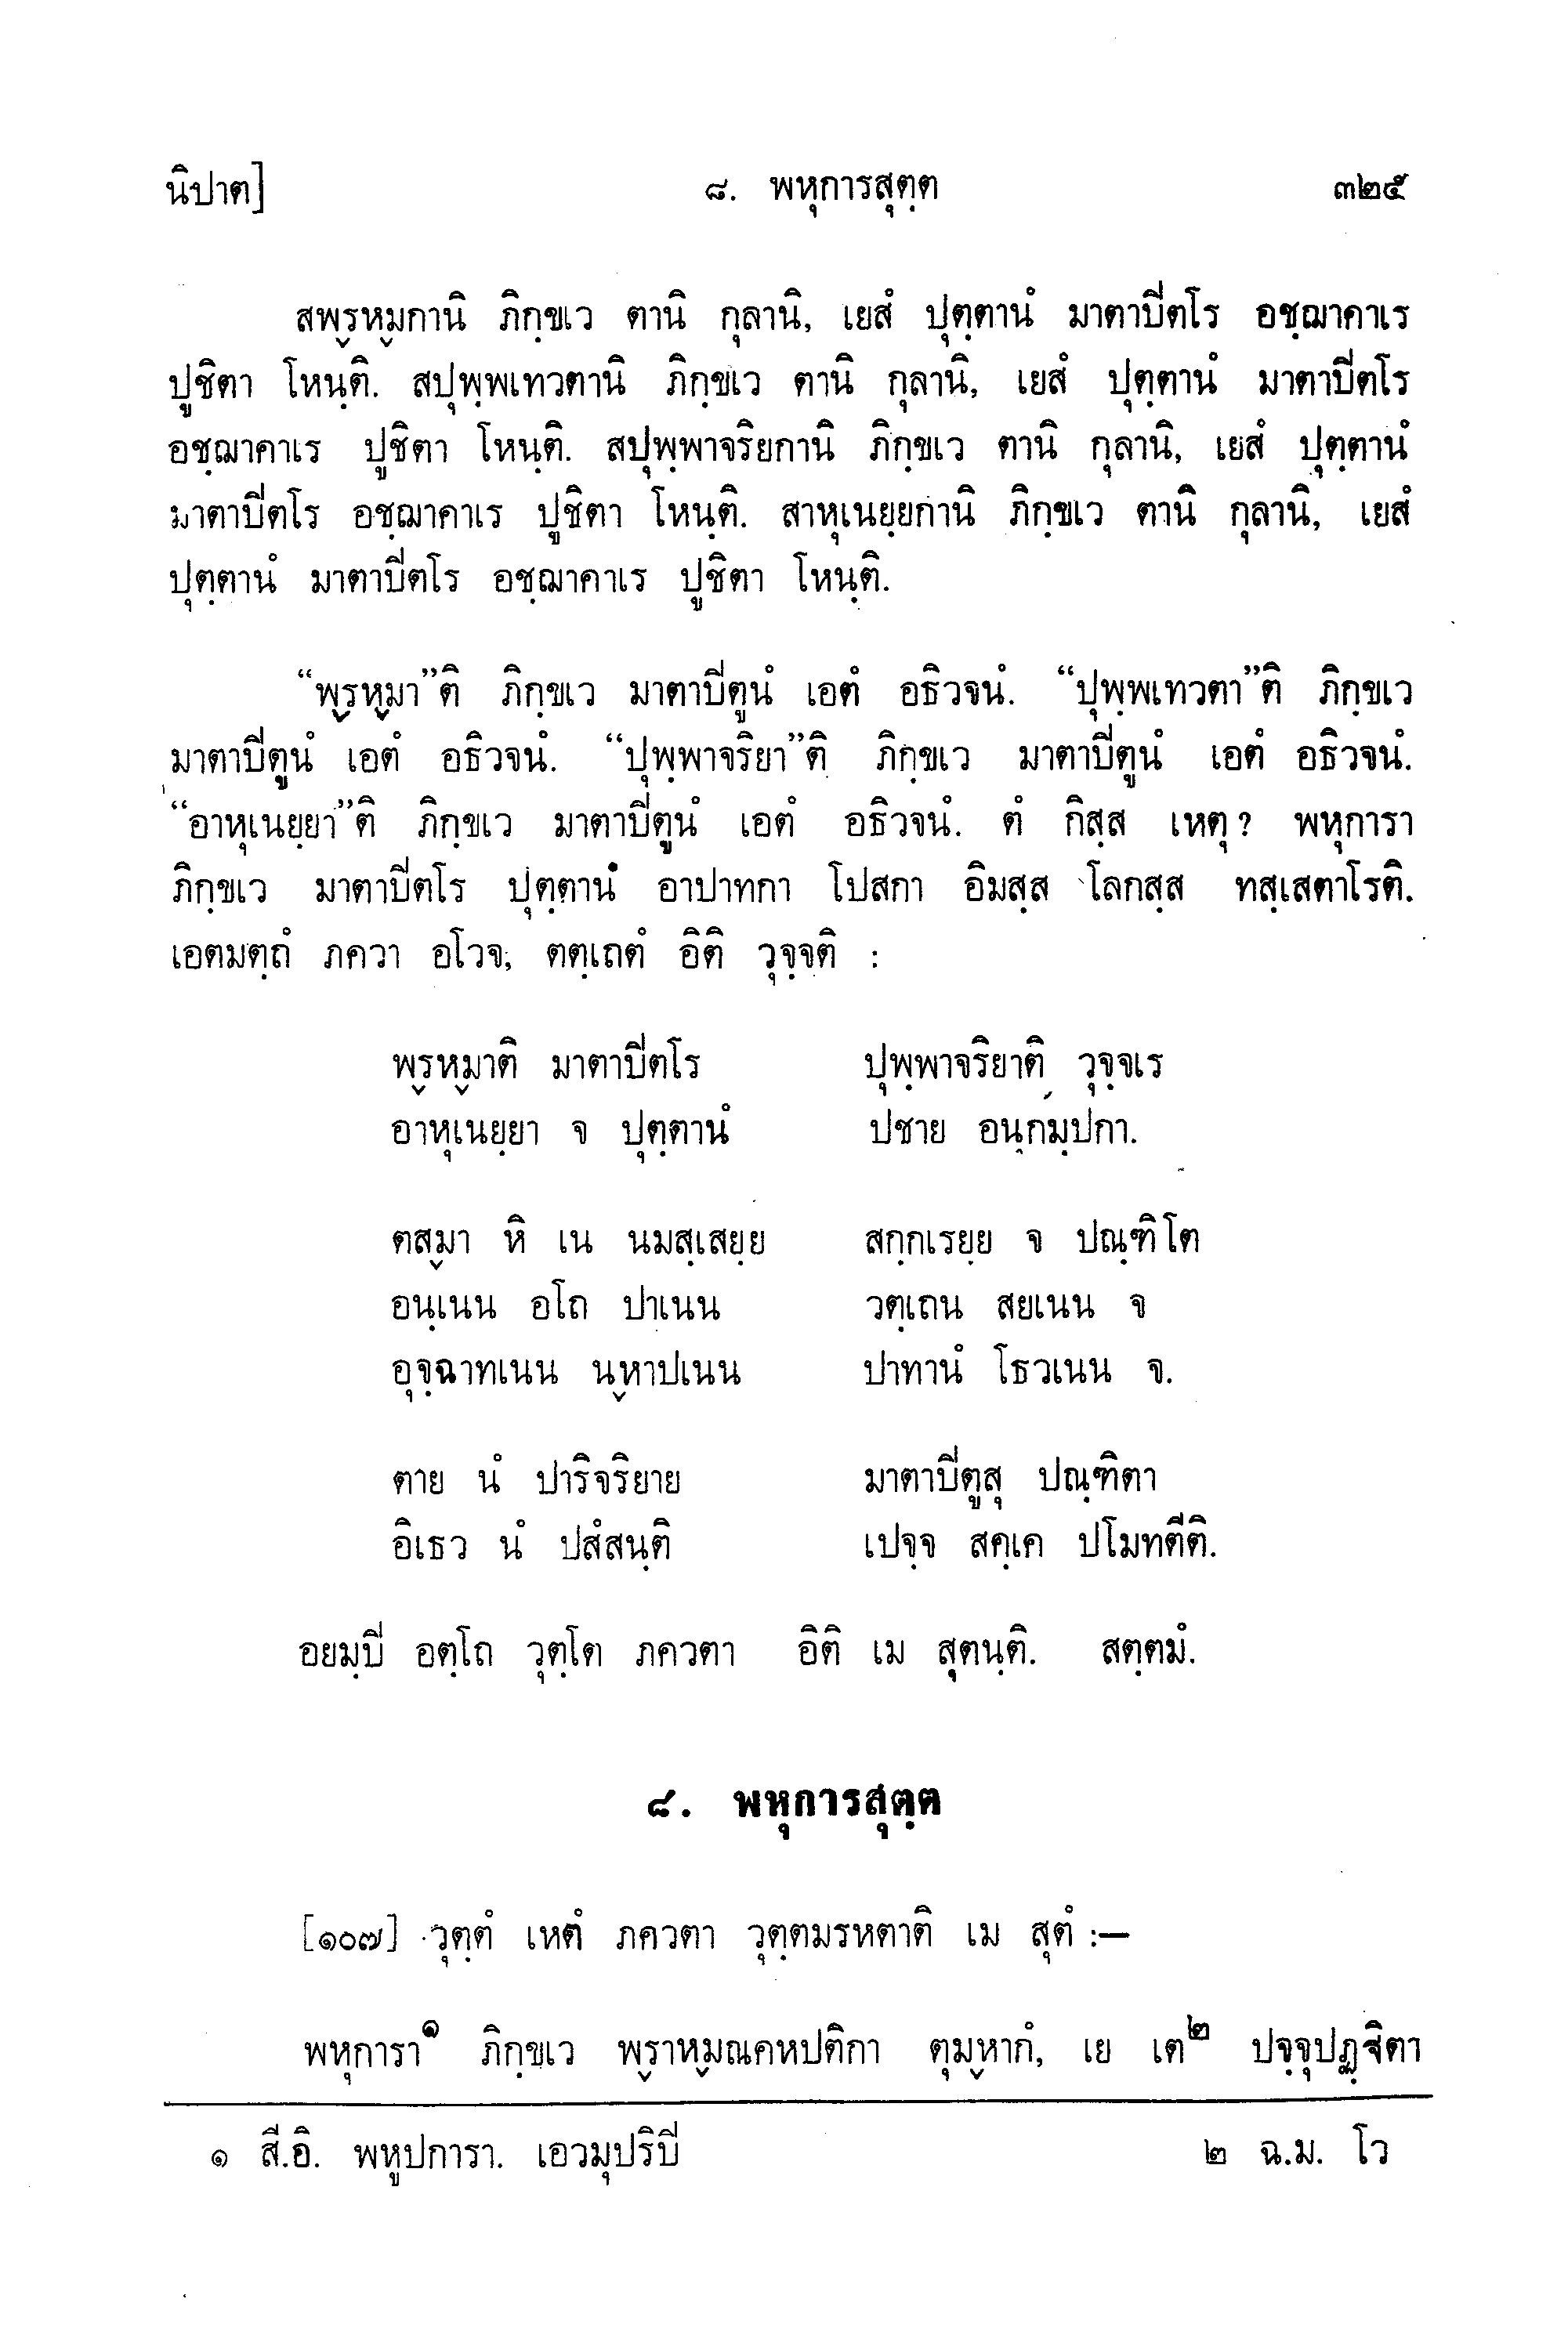 นิปาต] ๘. พหุการสุตฺต ๓๒๕
สพฺรหฺมกานิ ภิกฺขเว ตานิ กุลานิ, เยสํ ปุตฺตานํ มาตาปิตโร อชฺฌาคาเร
ปูชิตา โหนฺติ. สปุพฺพเทวตานิ ภิกฺขเว ตานิ กุลานิ, เยสํ ปุตฺตานํ มาตาปิตโร
อชฺฌาคาเร ปูชิตา โหนฺติ. สปุพฺพาจริยกานิ ภิกฺขเว ตานิ กุลานิ, เยสํ ปุตฺตานํ
มาตาปิตโร อชฺฌาคาเร ปูชิตา โหนฺติ. สาหุเนยฺยกานิ ภิกฺขเว ตานิ กุลานิ, เยสํ
ปุตฺตานํ มาตาปิตโร อชฺฌาคาเร ปูชิตา โหนฺติ.
“พฺรหฺมา”ติ ภิกฺขเว มาตาปิตูนํ เอตํ อธิวจนํ. “ปุพฺพเทวตา”ติ ภิกฺขเว
มาตาปิตูนํ เอตํ อธิวจนํ. “ปุพฺพาจริยา”ติ ภิกฺขเว มาตาปิตูนํ เอตํ อธิวจนํ.
“อาหุเนยฺยา”ติ ภิกฺขเว มาตาปิตูนํ เอตํ อธิวจนํ. ตํ กิสฺส เหตุ? พหุการา
ภิกฺขเว มาตาปิตโร ปุตฺตานํ อาปาทกา โปสกา อิมสฺส โลกสฺส ทสฺเสตาโรติ.
เอตมตฺถํ ภควา อโวจ, ตตฺเถตํ อิติ วุจฺจติ :
พฺรหฺมาติ มาตาปิตโร ปุพฺพาจริยาติ วุจฺจเร
อาหุเนยฺยา จ ปุตฺตานํ ปชาย อนุกมฺปกา.
ตสฺมา หิ เน นมสฺเสยฺย สกฺกเรยฺย จ ปณฺฑิโต
อนฺเนน อโถ ปาเนน วตฺเถน สยเนน จ
อุจฺฉาทเนน นฺหาปเนน ปาทานํ โธวเนน จ.
ตาย นํ ปาริจริยาย มาตาปิตูสุ ปณฺฑิตา
อิเธว นํ ปสํสนฺติ เปจฺจ สคฺเค ปโมทตีติ.
อยมฺปิ อตฺโถ วุตฺโต ภควตา อิติ เม สุตนฺติ. สตฺตมํ.
๘. พหุการสุตฺต
[๑๐๗] วุตฺตํ เหตํ ภควตา วุตฺตมรหตาติ เม สุตํ :—
พหุการา๑ ภิกฺขเว พฺราหฺมณคหปติกา ตุมฺหากํ, เย เต๒ ปจฺจุปฏฺฐิตา
๑ สี.อิ. พหูปการา. เอวมุปริปิ ๒ ฉ.ม. โว